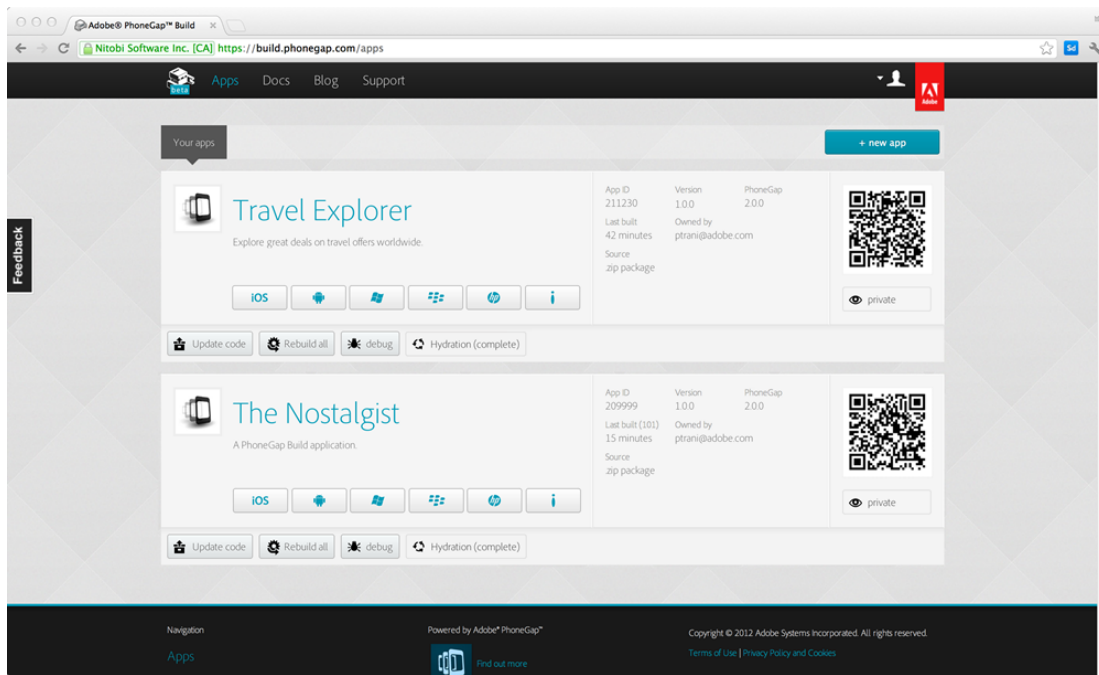 Adobe® PhoneGap™ Build
Nitobi Software Inc. [CA] https://build.phonegap.com/apps
Sd
beta
Apps Docs Blog Support
Adobe
Your apps
+ new app
Feedback
Travel Explorer
Explore great deals on travel offers worldwide.
iOS
App ID Version PhoneGap
211230 1.0.0 2.0.0
Last built Owned by
42 minutes ptrani@adobe.com
Source
.zip package
private
Update code Rebuild all debug Hydration (complete)
The Nostalgist
A PhoneGap Build application.
iOS
App ID Version PhoneGap
209999 1.0.0 2.0.0
Last built (101) Owned by
15 minutes ptrani@adobe.com
Source
.zip package
private
Update code Rebuild all debug Hydration (complete)
Navigation
Apps
Powered by Adobe® PhoneGap™
Find out more
Copyright © 2012 Adobe Systems Incorporated. All rights reserved.
Terms of Use | Privacy Policy and Cookies